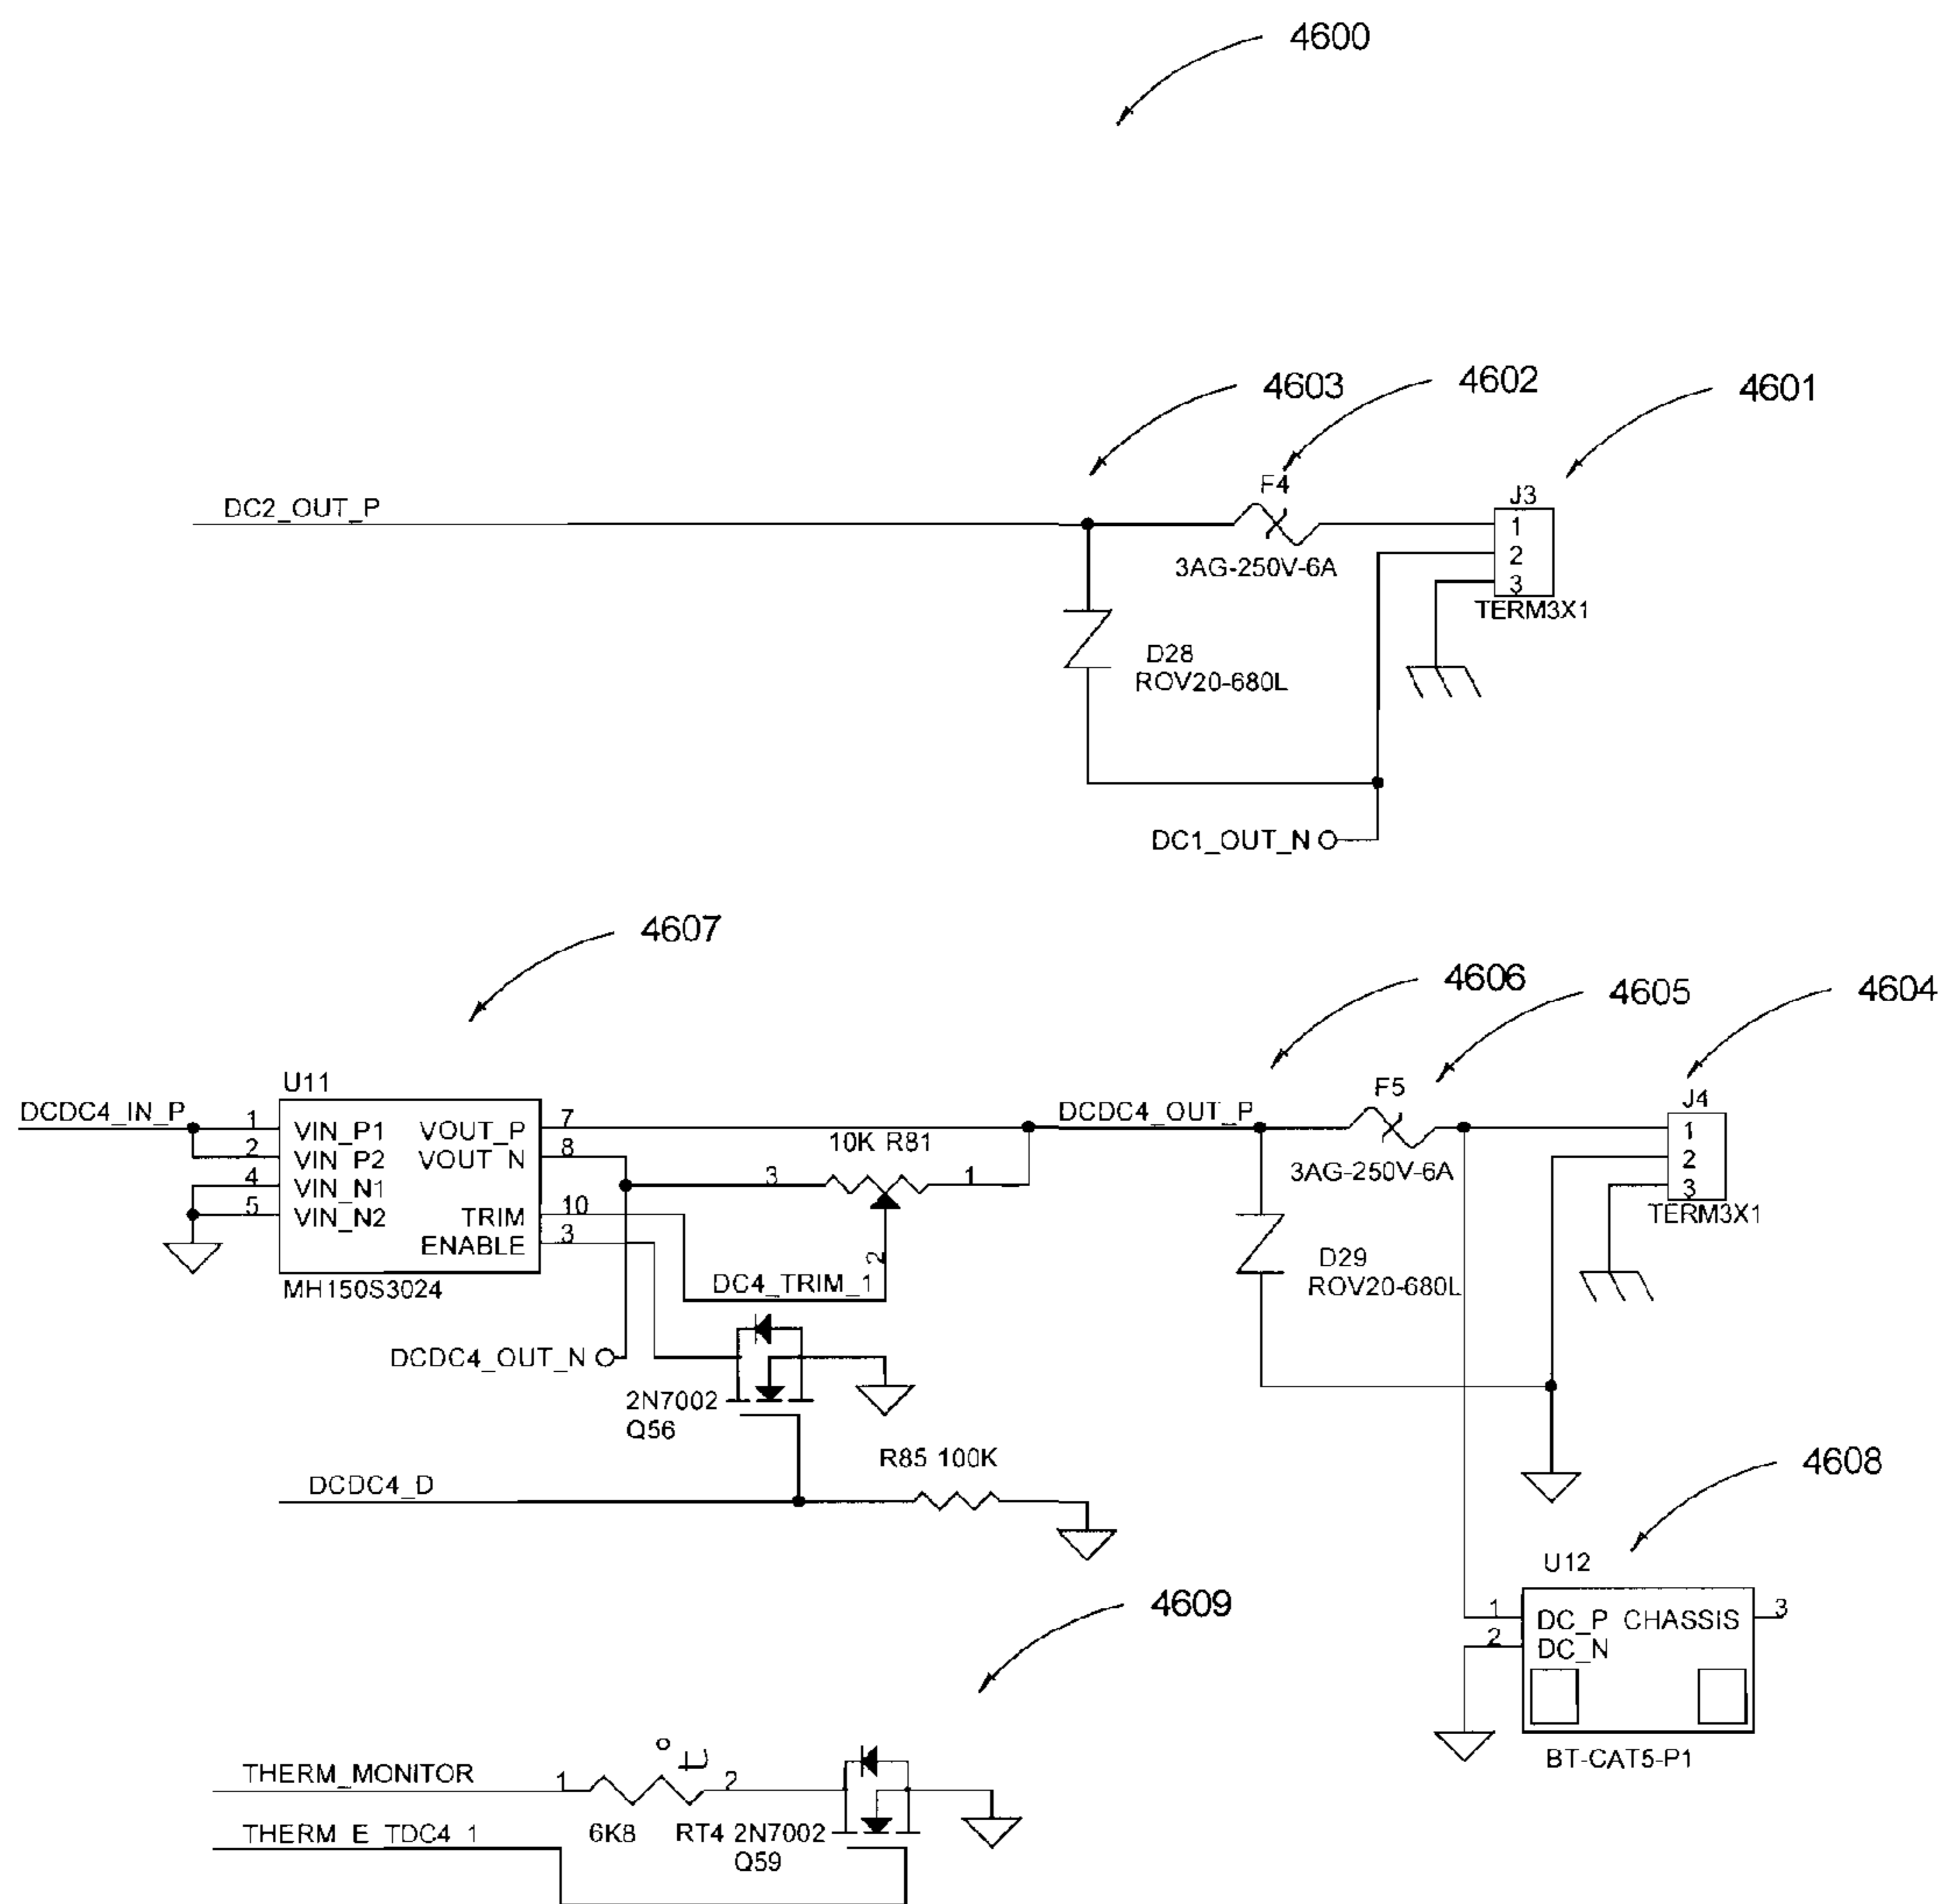 4600
4603
4602
4601
DC2_OUT_P
F4
3AG-250V-6A
J3
1
2
3
TERM3X1
D28
ROV20-680L
DC1_OUT_N
4607
4606
4605
4604
DCDC4_IN_P
U11
1
2
4
5
VIN_P1 VOUT_P
VIN_P2 VOUT_N
VIN_N1
VIN_N2 TRIM
ENABLE
7
8
10
3
MH150S3024
10K R81
3
1
2
DC4_TRIM_1
DCDC4_OUT_P
F5
3AG-250V-6A
J4
1
2
3
TERM3X1
D29
ROV20-680L
DCDC4_OUT_N
2N7002
Q56
R85 100K
DCDC4_D
4608
U12
1
2
DC_P CHASSIS
DC_N
3
BT-CAT5-P1
4609
THERM_MONITOR
1
t°
2
6K8 RT4 2N7002
Q59
THERM_E_TDC4_1